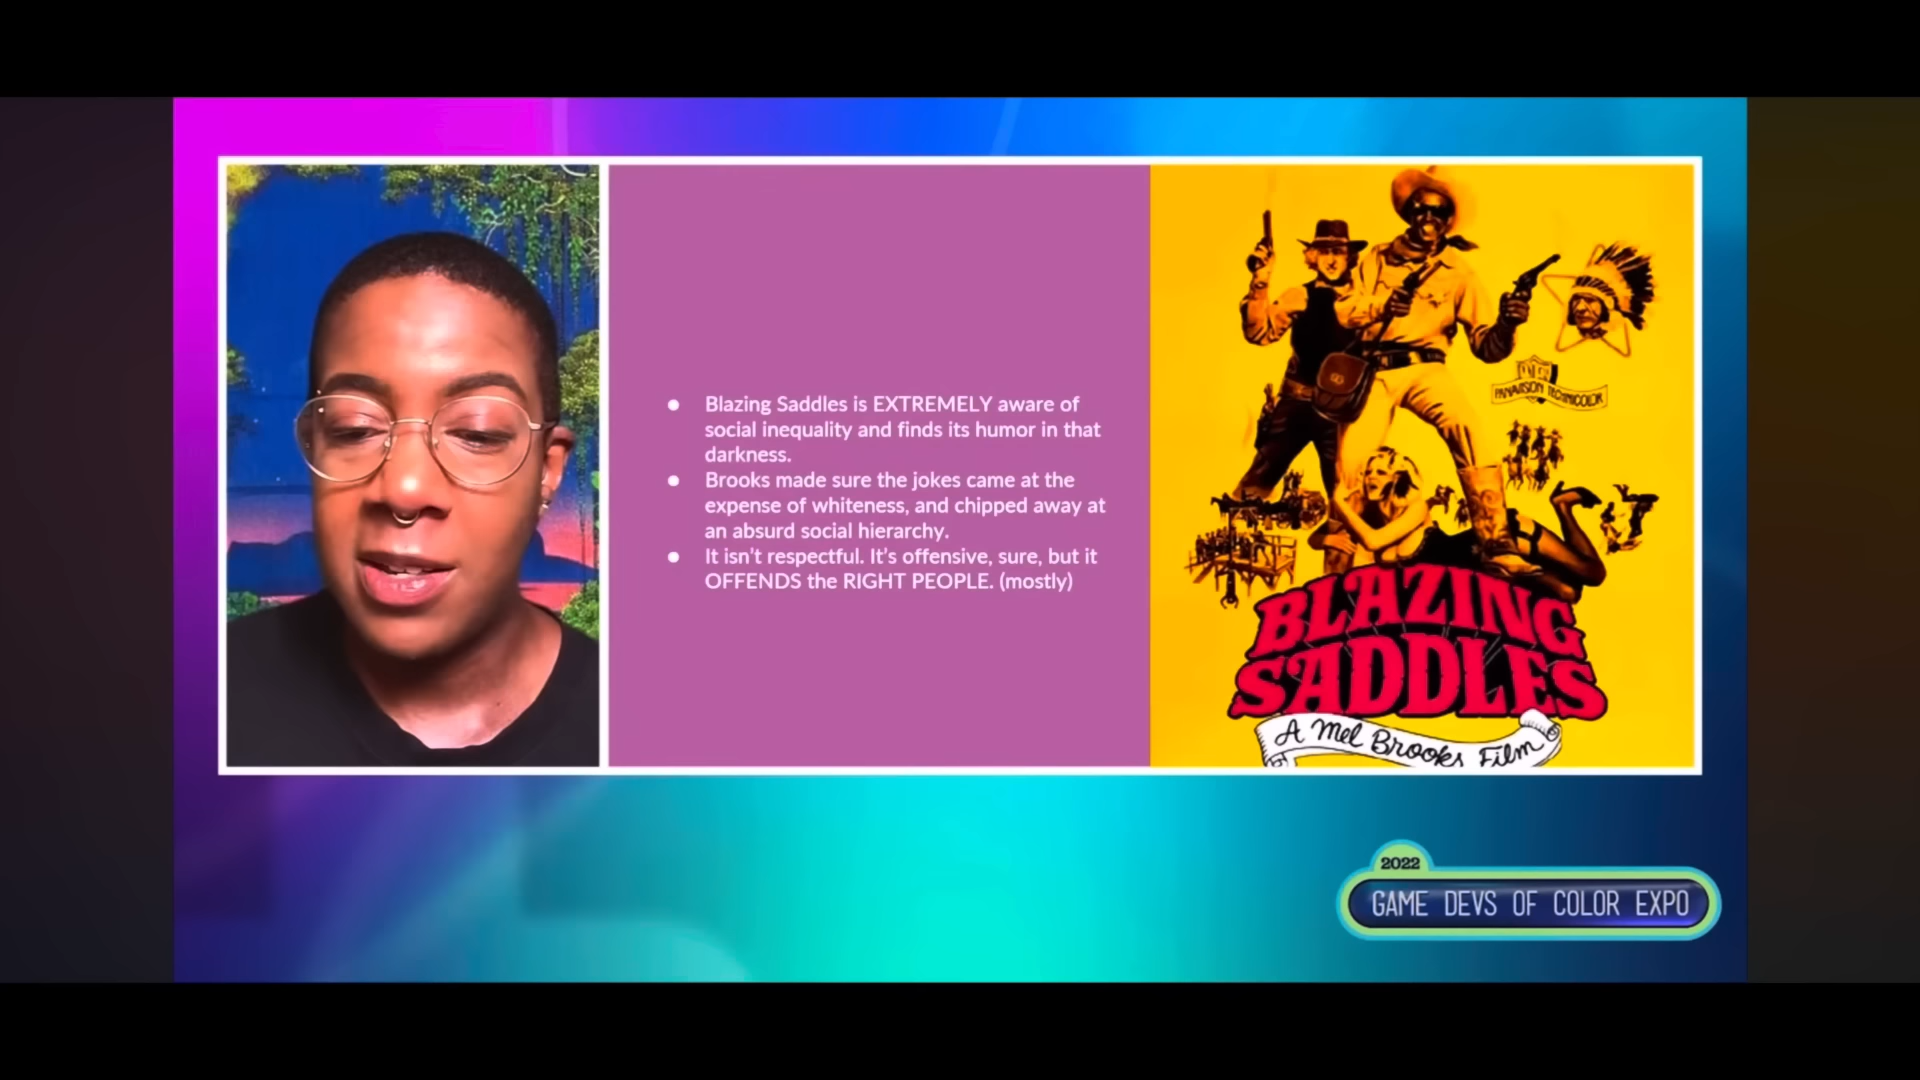 ● Blazing Saddles is EXTREMELY aware of
social inequality and finds its humor in that
darkness.
● Brooks made sure the jokes came at the
expense of whiteness, and chipped away at
an absurd social hierarchy.
● It isn't respectful. It's offensive, sure, but it
OFFENDS the RIGHT PEOPLE. (mostly)
PANAVISION TECHNICOLOR
BLAZING
SADDLES
A Mel Brooks Film
2022
GAME DEVS OF COLOR EXPO